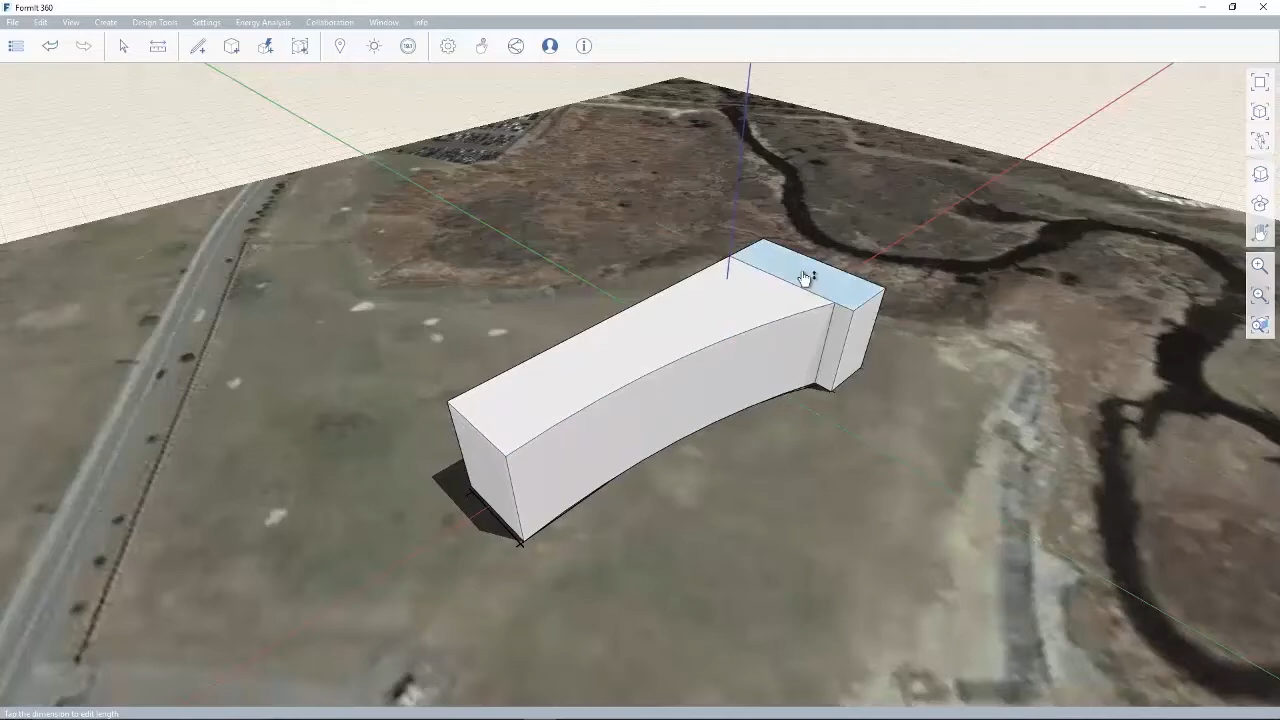 FormIt 360
File Edit View Create Design Tools Settings Energy Analysis Collaboration Window Info
Tap the dimension to edit length